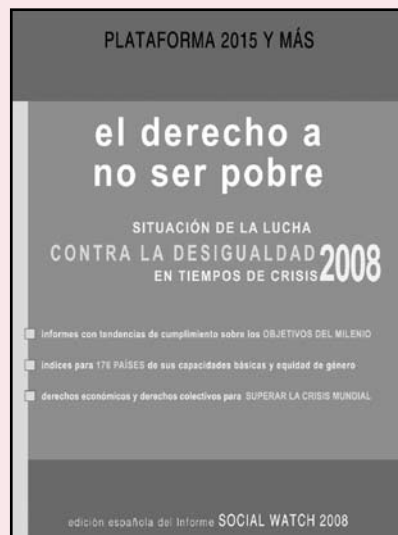 PLATAFORMA 2015 Y MÁS
el derecho a
no ser pobre
SITUACIÓN DE LA LUCHA
CONTRA LA DESIGUALDAD 2008
EN TIEMPOS DE CRISIS
informes con tendencias de cumplimiento sobre los OBJETIVOS DEL MILENIO
índices para 176 PAÍSES de sus capacidades básicas y equidad de género
derechos económicos y derechos colectivos para SUPERAR LA CRISIS MUNDIAL
edición española del Informe SOCIAL WATCH 2008